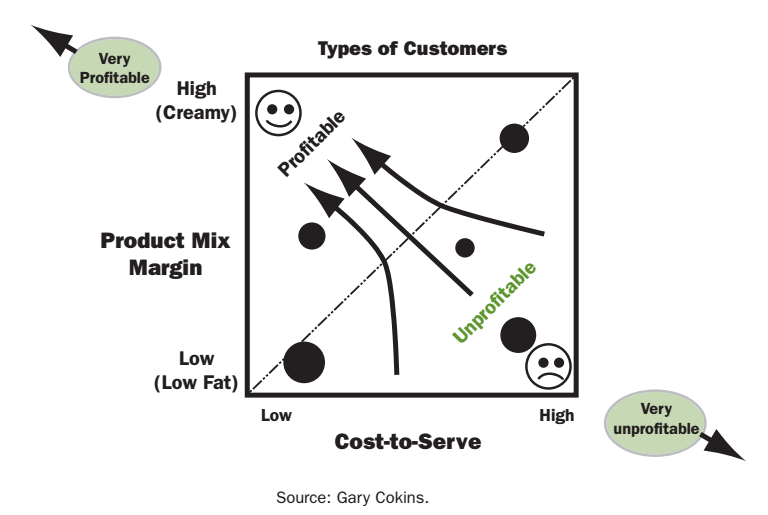 Types of Customers
Very
Profitable
High
(Creamy)
Profitable
Product Mix
Margin
Unprofitable
Low
(Low Fat)
Low
High
Very
unprofitable
Cost-to-Serve
Source: Gary Cokins.